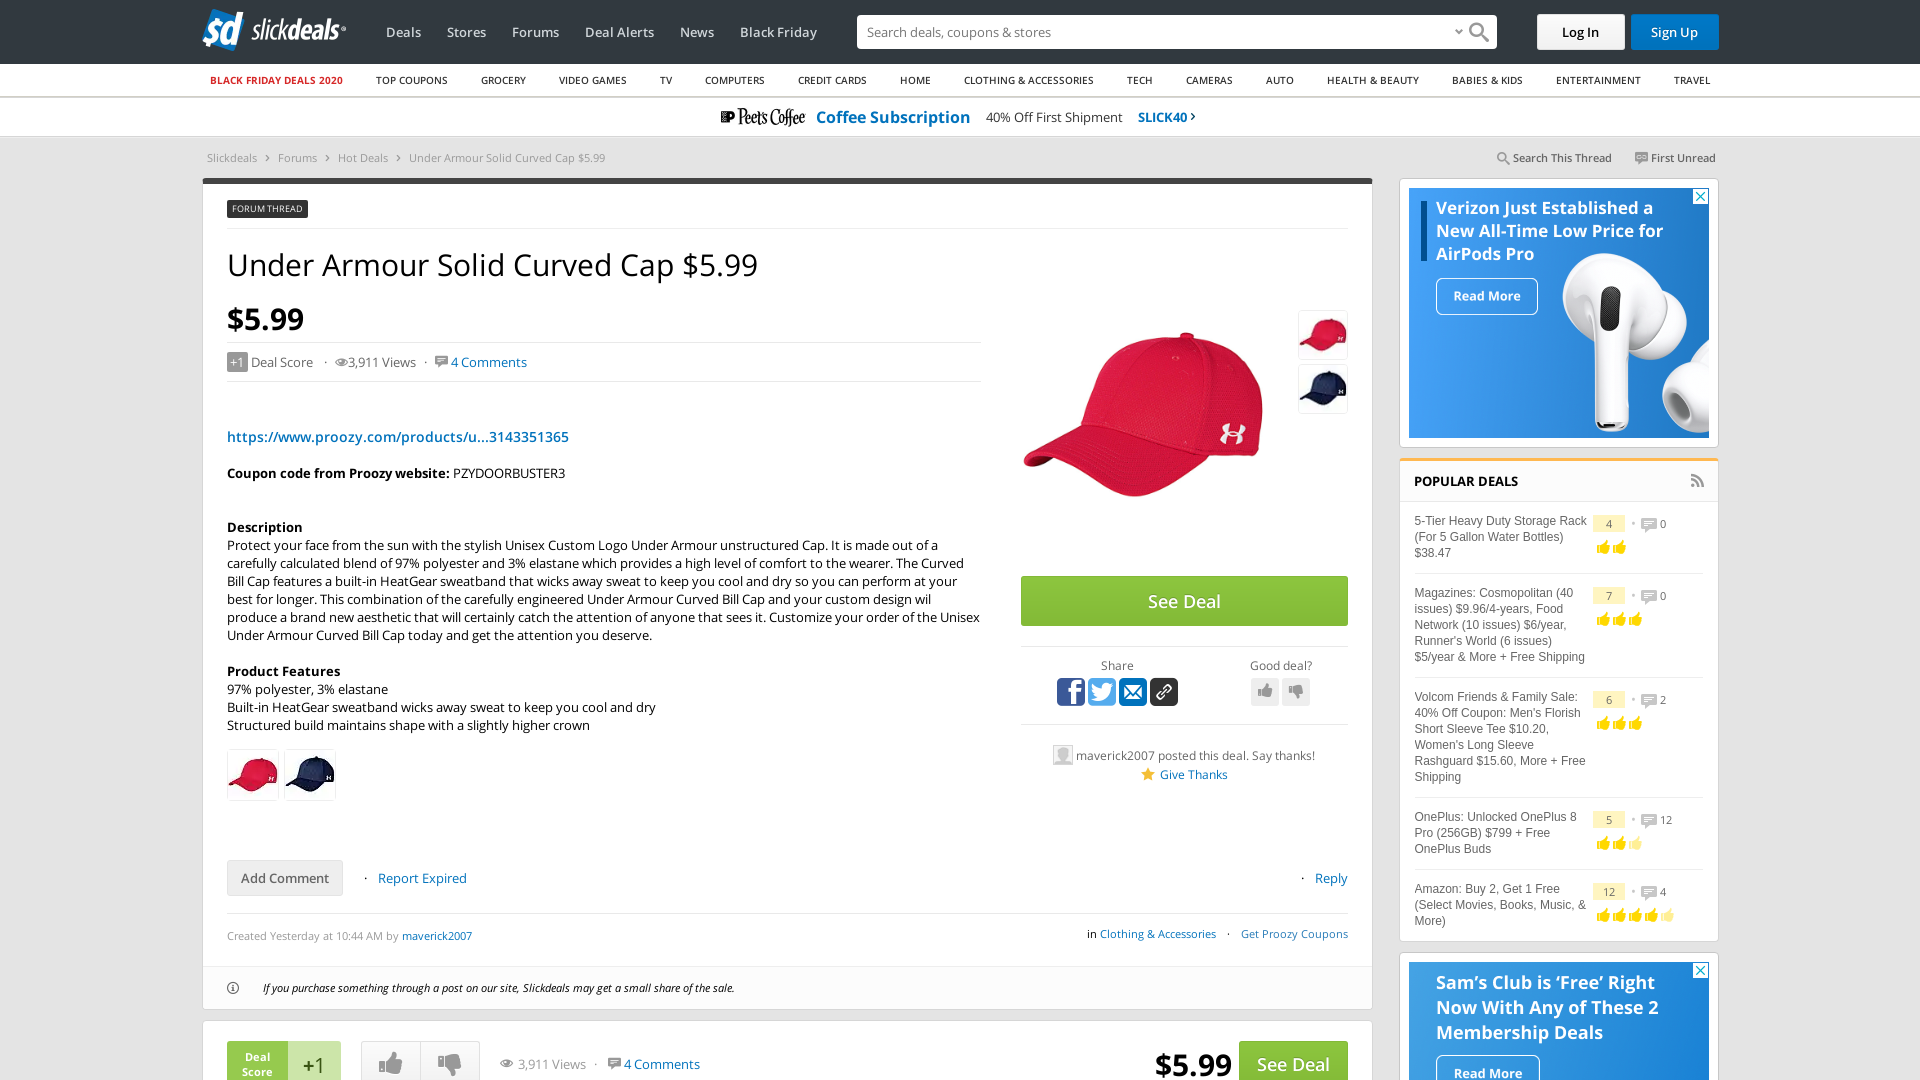 sd slickdeals
Deals Stores Forums Deal Alerts News Black Friday
Search deals, coupons & stores
Log In Sign Up
BLACK FRIDAY DEALS 2020 TOP COUPONS GROCERY VIDEO GAMES TV COMPUTERS CREDIT CARDS HOME CLOTHING & ACCESSORIES TECH CAMERAS AUTO HEALTH & BEAUTY BABIES & KIDS ENTERTAINMENT TRAVEL
Peet's Coffee Coffee Subscription 40% Off First Shipment SLICK40
Slickdeals Forums Hot Deals Under Armour Solid Curved Cap $5.99
Search This Thread First Unread
FORUM THREAD
Under Armour Solid Curved Cap $5.99
$5.99
+1 Deal Score · 3,911 Views · 4 Comments
https://www.proozy.com/products/u...3143351365
Coupon code from Proozy website: PZYDOORBUSTER3
Description
Protect your face from the sun with the stylish Unisex Custom Logo Under Armour unstructured Cap. It is made out of a
carefully calculated blend of 97% polyester and 3% elastane which provides a high level of comfort to the wearer. The Curved
Bill Cap features a built-in HeatGear sweatband that wicks away sweat to keep you cool and dry so you can perform at your
best for longer. This combination of the carefully engineered Under Armour Curved Bill Cap and your custom design wil
produce a brand new aesthetic that will certainly catch the attention of anyone that sees it. Customize your order of the Unisex
Under Armour Curved Bill Cap today and get the attention you deserve.
Product Features
97% polyester, 3% elastane
Built-in HeatGear sweatband wicks away sweat to keep you cool and dry
Structured build maintains shape with a slightly higher crown
See Deal
Share
Good deal?
maverick2007 posted this deal. Say thanks!
Give Thanks
Add Comment · Report Expired
· Reply
Created Yesterday at 10:44 AM by maverick2007
in Clothing & Accessories · Get Proozy Coupons
If you purchase something through a post on our site, Slickdeals may get a small share of the sale.
Deal
Score
+1
3,911 Views · 4 Comments
$5.99
See Deal
Verizon Just Established a
New All-Time Low Price for
AirPods Pro
Read More
POPULAR DEALS
5-Tier Heavy Duty Storage Rack
(For 5 Gallon Water Bottles)
$38.47
4 • 0
Magazines: Cosmopolitan (40
issues) $9.96/4-years, Food
Network (10 issues) $6/year,
Runner's World (6 issues)
$5/year & More + Free Shipping
7 • 0
Volcom Friends & Family Sale:
40% Off Coupon: Men's Florish
Short Sleeve Tee $10.20,
Women's Long Sleeve
Rashguard $15.60, More + Free
Shipping
6 • 2
OnePlus: Unlocked OnePlus 8
Pro (256GB) $799 + Free
OnePlus Buds
5 • 12
Amazon: Buy 2, Get 1 Free
(Select Movies, Books, Music, &
More)
12 • 4
Sam's Club is 'Free' Right
Now With Any of These 2
Membership Deals
Read More